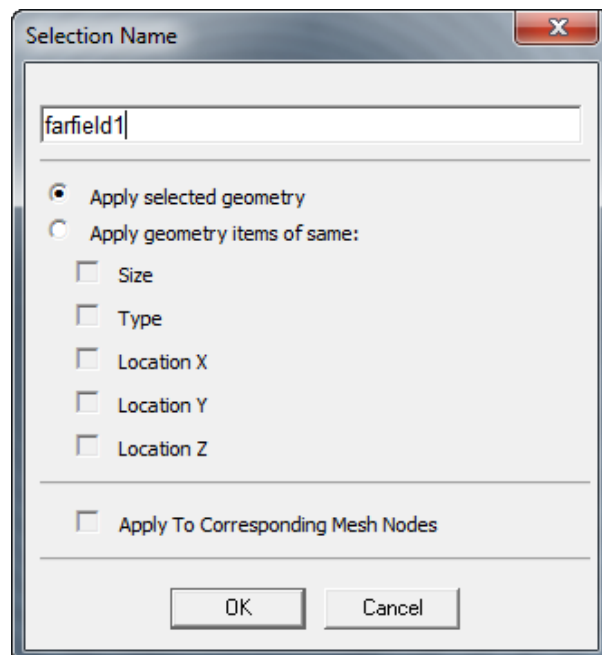 Selection Name
farfield1
Apply selected geometry
Apply geometry items of same:
Size
Type
Location X
Location Y
Location Z
Apply To Corresponding Mesh Nodes
OK
Cancel